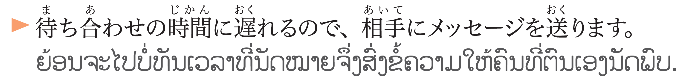 待ち合わせの時間に遅れるので、相手にメッセージを送ります。
ຍ້ອນຈະໄປບໍ່ທັນເວລາທີ່ນັດໝາຍຈຶ່ງສົ່ງຂໍ້ຄວາມໃຫ້ຄົນທີ່ຕົນເອງນັດພົບ.